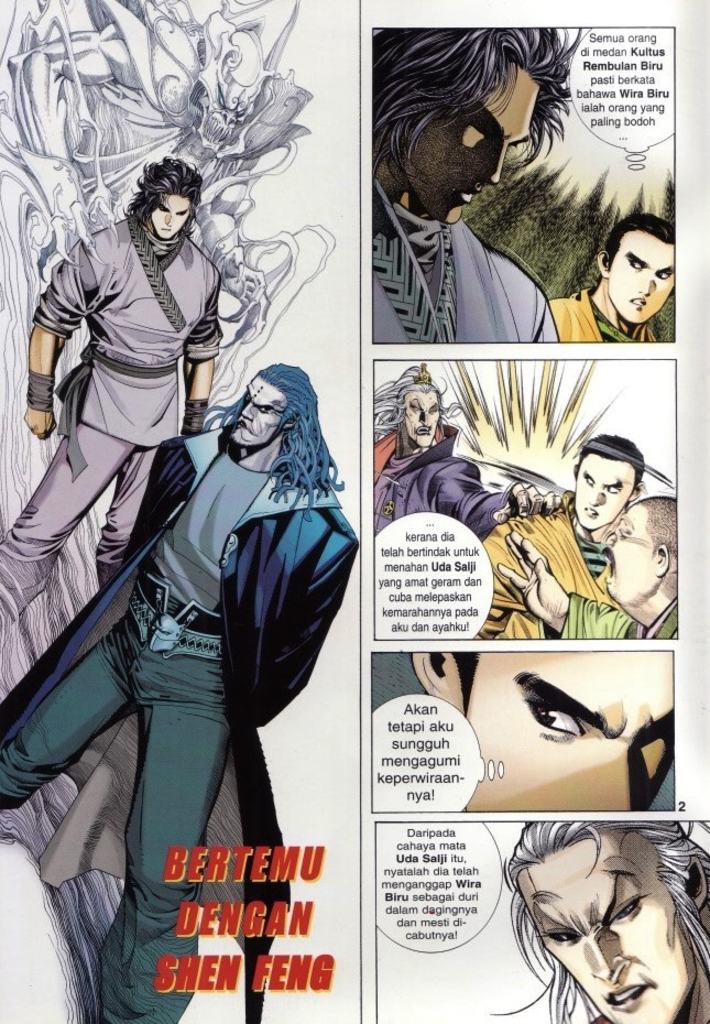 BERTEMU
DENGAN
SHEN FENG
Semua orang
di medan Kultus
Rembulan Biru
pasti berkata
bahawa Wira Biru
ialah orang yang
paling bodoh
...
...
kerana dia
telah bertindak untuk
menahan Uda Salji
yang amat geram dan
cuba melepaskan
kemarahannya pada
aku dan ayahku!
Akan
tetapi aku
sungguh
mengagumi
keperwiraan-
nya!
2
Daripada
cahaya mata
Uda Salji itu,
nyatalah dia telah
menganggap Wira
Biru sebagai duri
dalam dagingnya
dan mesti di-
cabutnya!